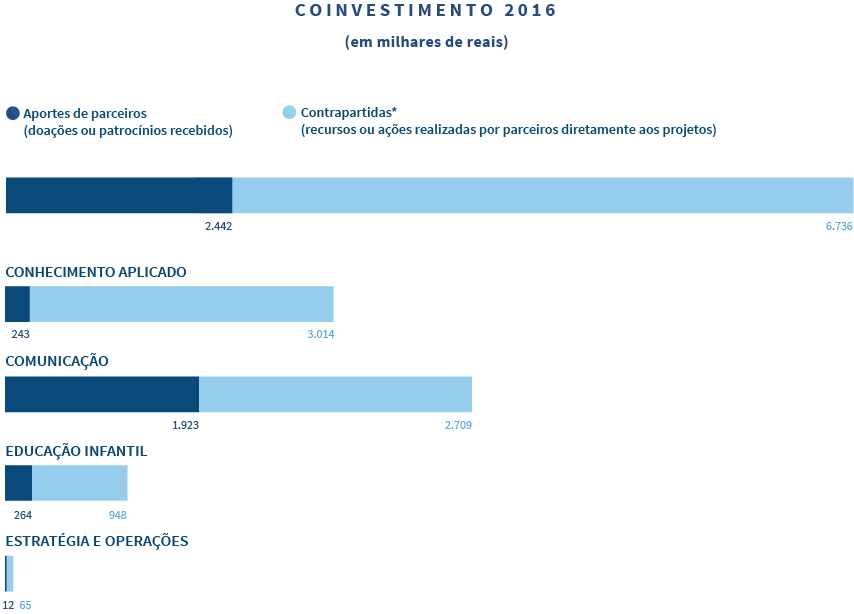 COINVESTIMENTO 2016
(em milhares de reais)
Aportes de parceiros
(doações ou patrocínios recebidos)
Contrapartidas*
(recursos ou ações realizadas por parceiros diretamente aos projetos)
2.442
6.736
CONHECIMENTO APLICADO
243
3.014
COMUNICAÇÃO
1.923
2.709
EDUCAÇÃO INFANTIL
264
948
ESTRATÉGIA E OPERAÇÕES
12
65